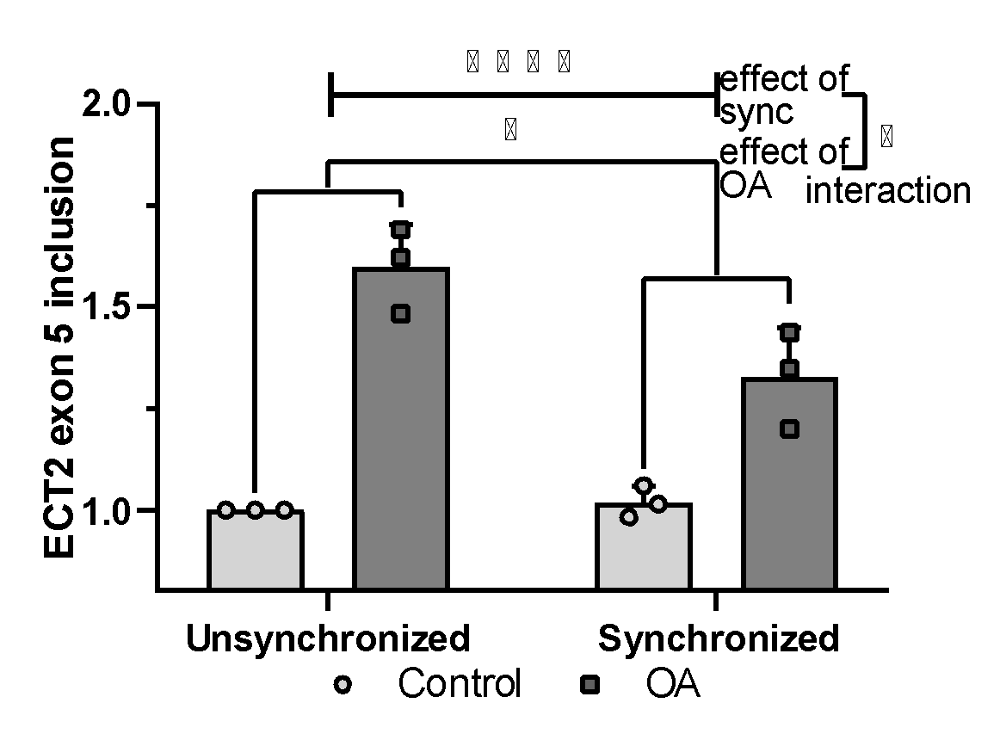 effect of
sync
2.0
effect of
OA
interaction
ECT2 exon 5 inclusion
1.5
1.0
Unsynchronized Synchronized
Control OA